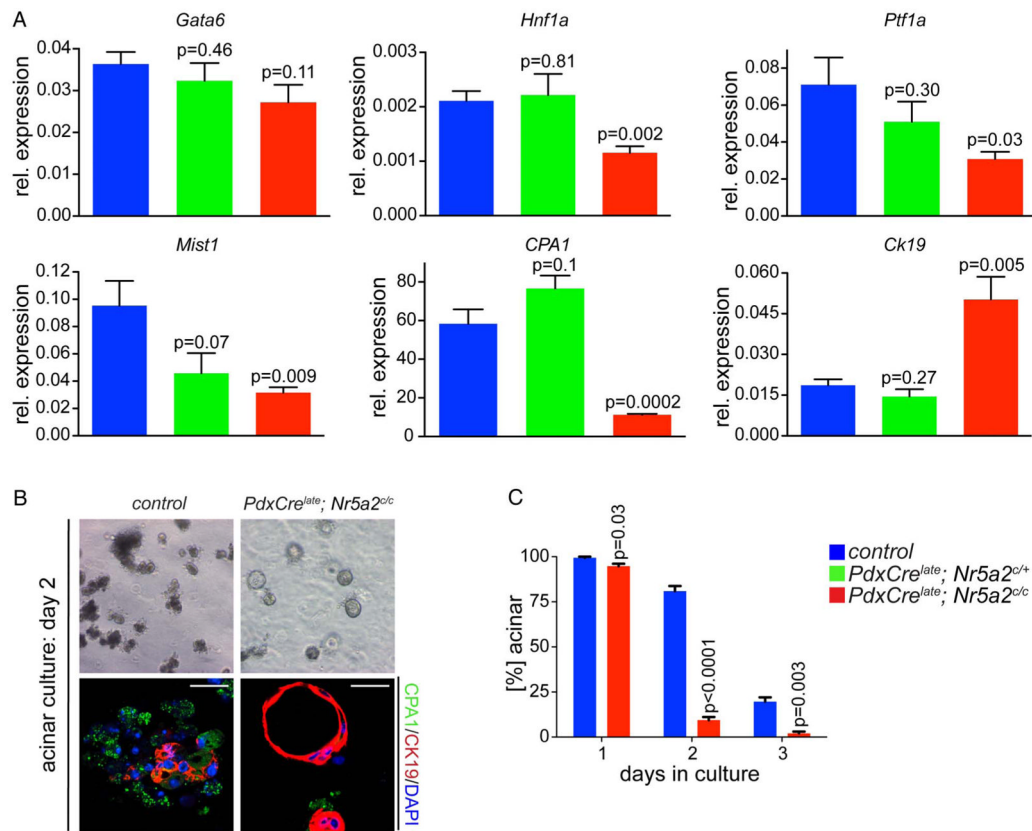 A
Gata6
rel. expression
0.04
0.03
0.02
0.01
0.00
p=0.46
p=0.11
Hnf1a
rel. expression
0.003
0.002
0.001
0.000
p=0.81
p=0.002
Ptf1a
rel. expression
0.08
0.06
0.04
0.02
0.00
p=0.30
p=0.03
Mist1
rel. expression
0.12
0.10
0.08
0.06
0.04
0.02
0.00
p=0.07
p=0.009
CPA1
rel. expression
80
60
40
20
0
p=0.1
p=0.0002
Ck19
rel. expression
0.060
0.045
0.030
0.015
0.000
p=0.27
p=0.005
B
control
PdxCreˡᵃᵗᵉ; Nr5a2ᶜ/ᶜ
acinar culture: day 2
CPA1/CK19/DAPI
C
[%] acinar
100
75
50
25
0
p=0.03
p<0.0001
p=0.003
1 2 3
days in culture
control
PdxCreˡᵃᵗᵉ; Nr5a2ᶜ/⁺
PdxCreˡᵃᵗᵉ; Nr5a2ᶜ/ᶜ